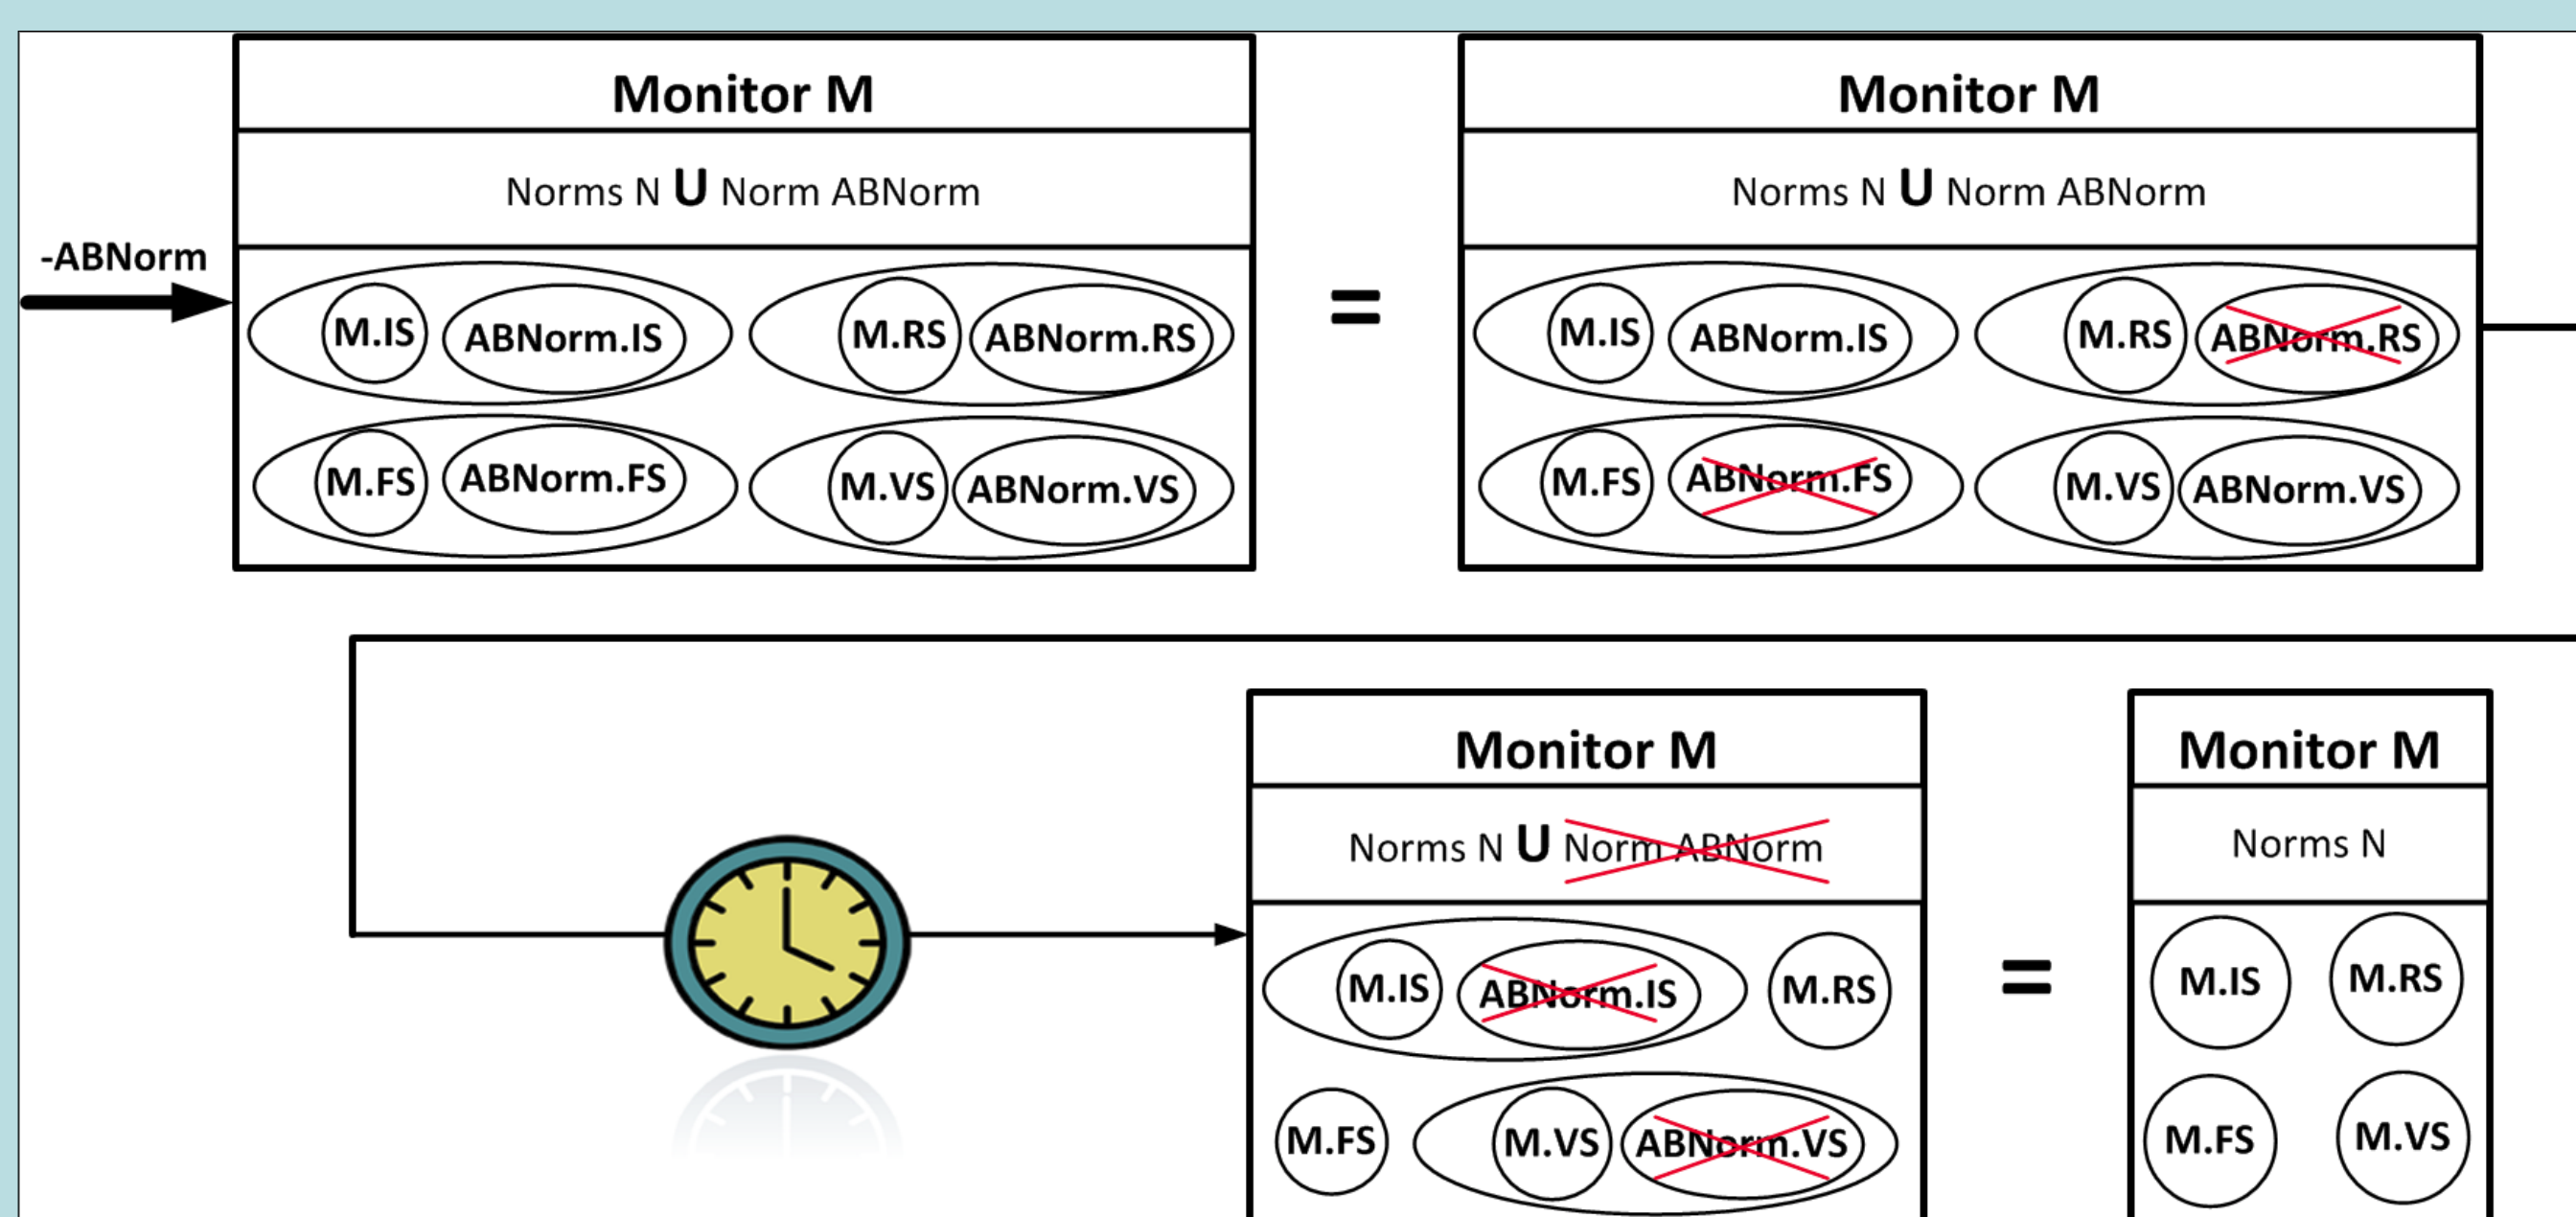 Monitor M
Norms N U Norm ABNorm
-ABNorm
M.IS ABNorm.IS M.RS ABNorm.RS
M.FS ABNorm.FS M.VS ABNorm.VS
=
Monitor M
Norms N U Norm ABNorm
M.IS ABNorm.IS M.RS ABNorm.RS
M.FS ABNorm.FS M.VS ABNorm.VS
Monitor M
Norms N U Norm ABNorm
M.IS ABNorm.IS M.RS
M.FS M.VS ABNorm.VS
=
Monitor M
Norms N
M.IS M.RS
M.FS M.VS